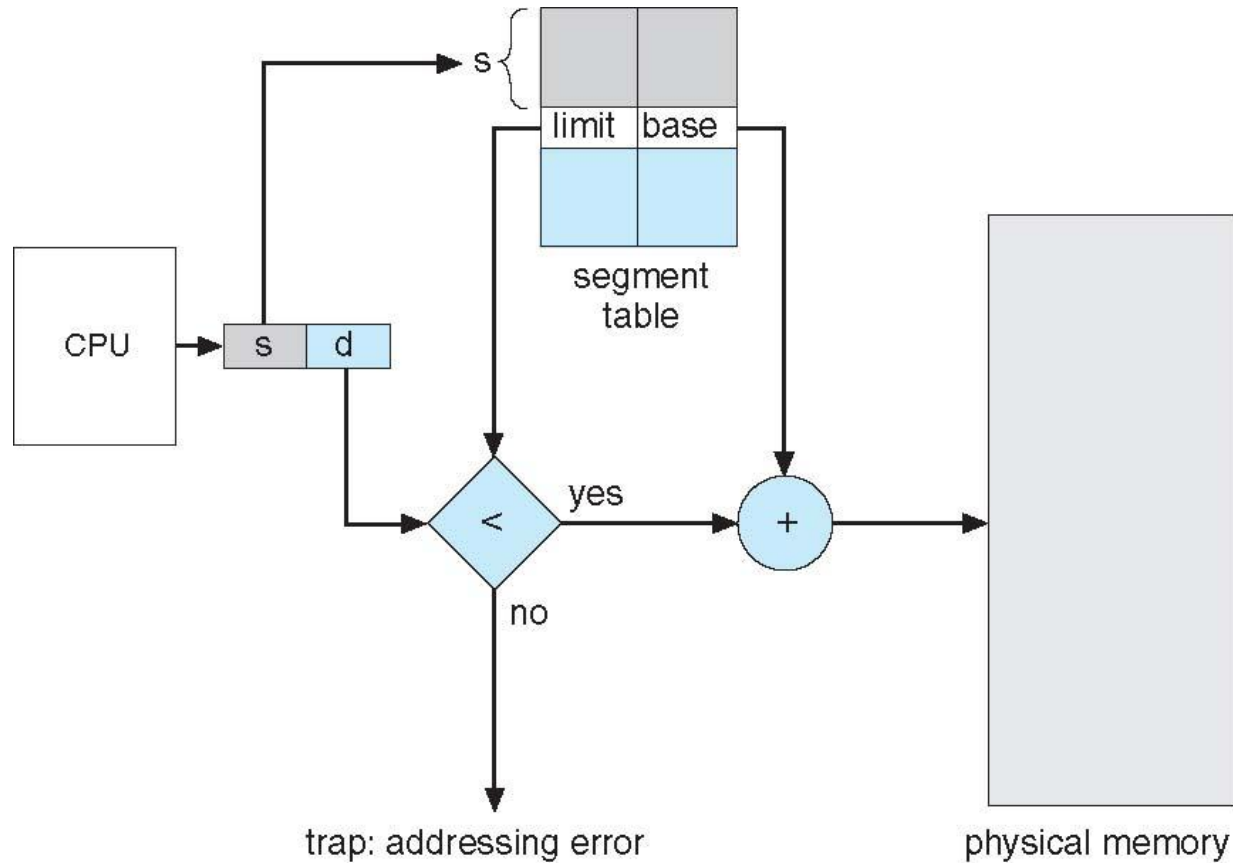 s
limit base
segment
table
CPU
s d
<
yes
+
no
trap: addressing error
physical memory